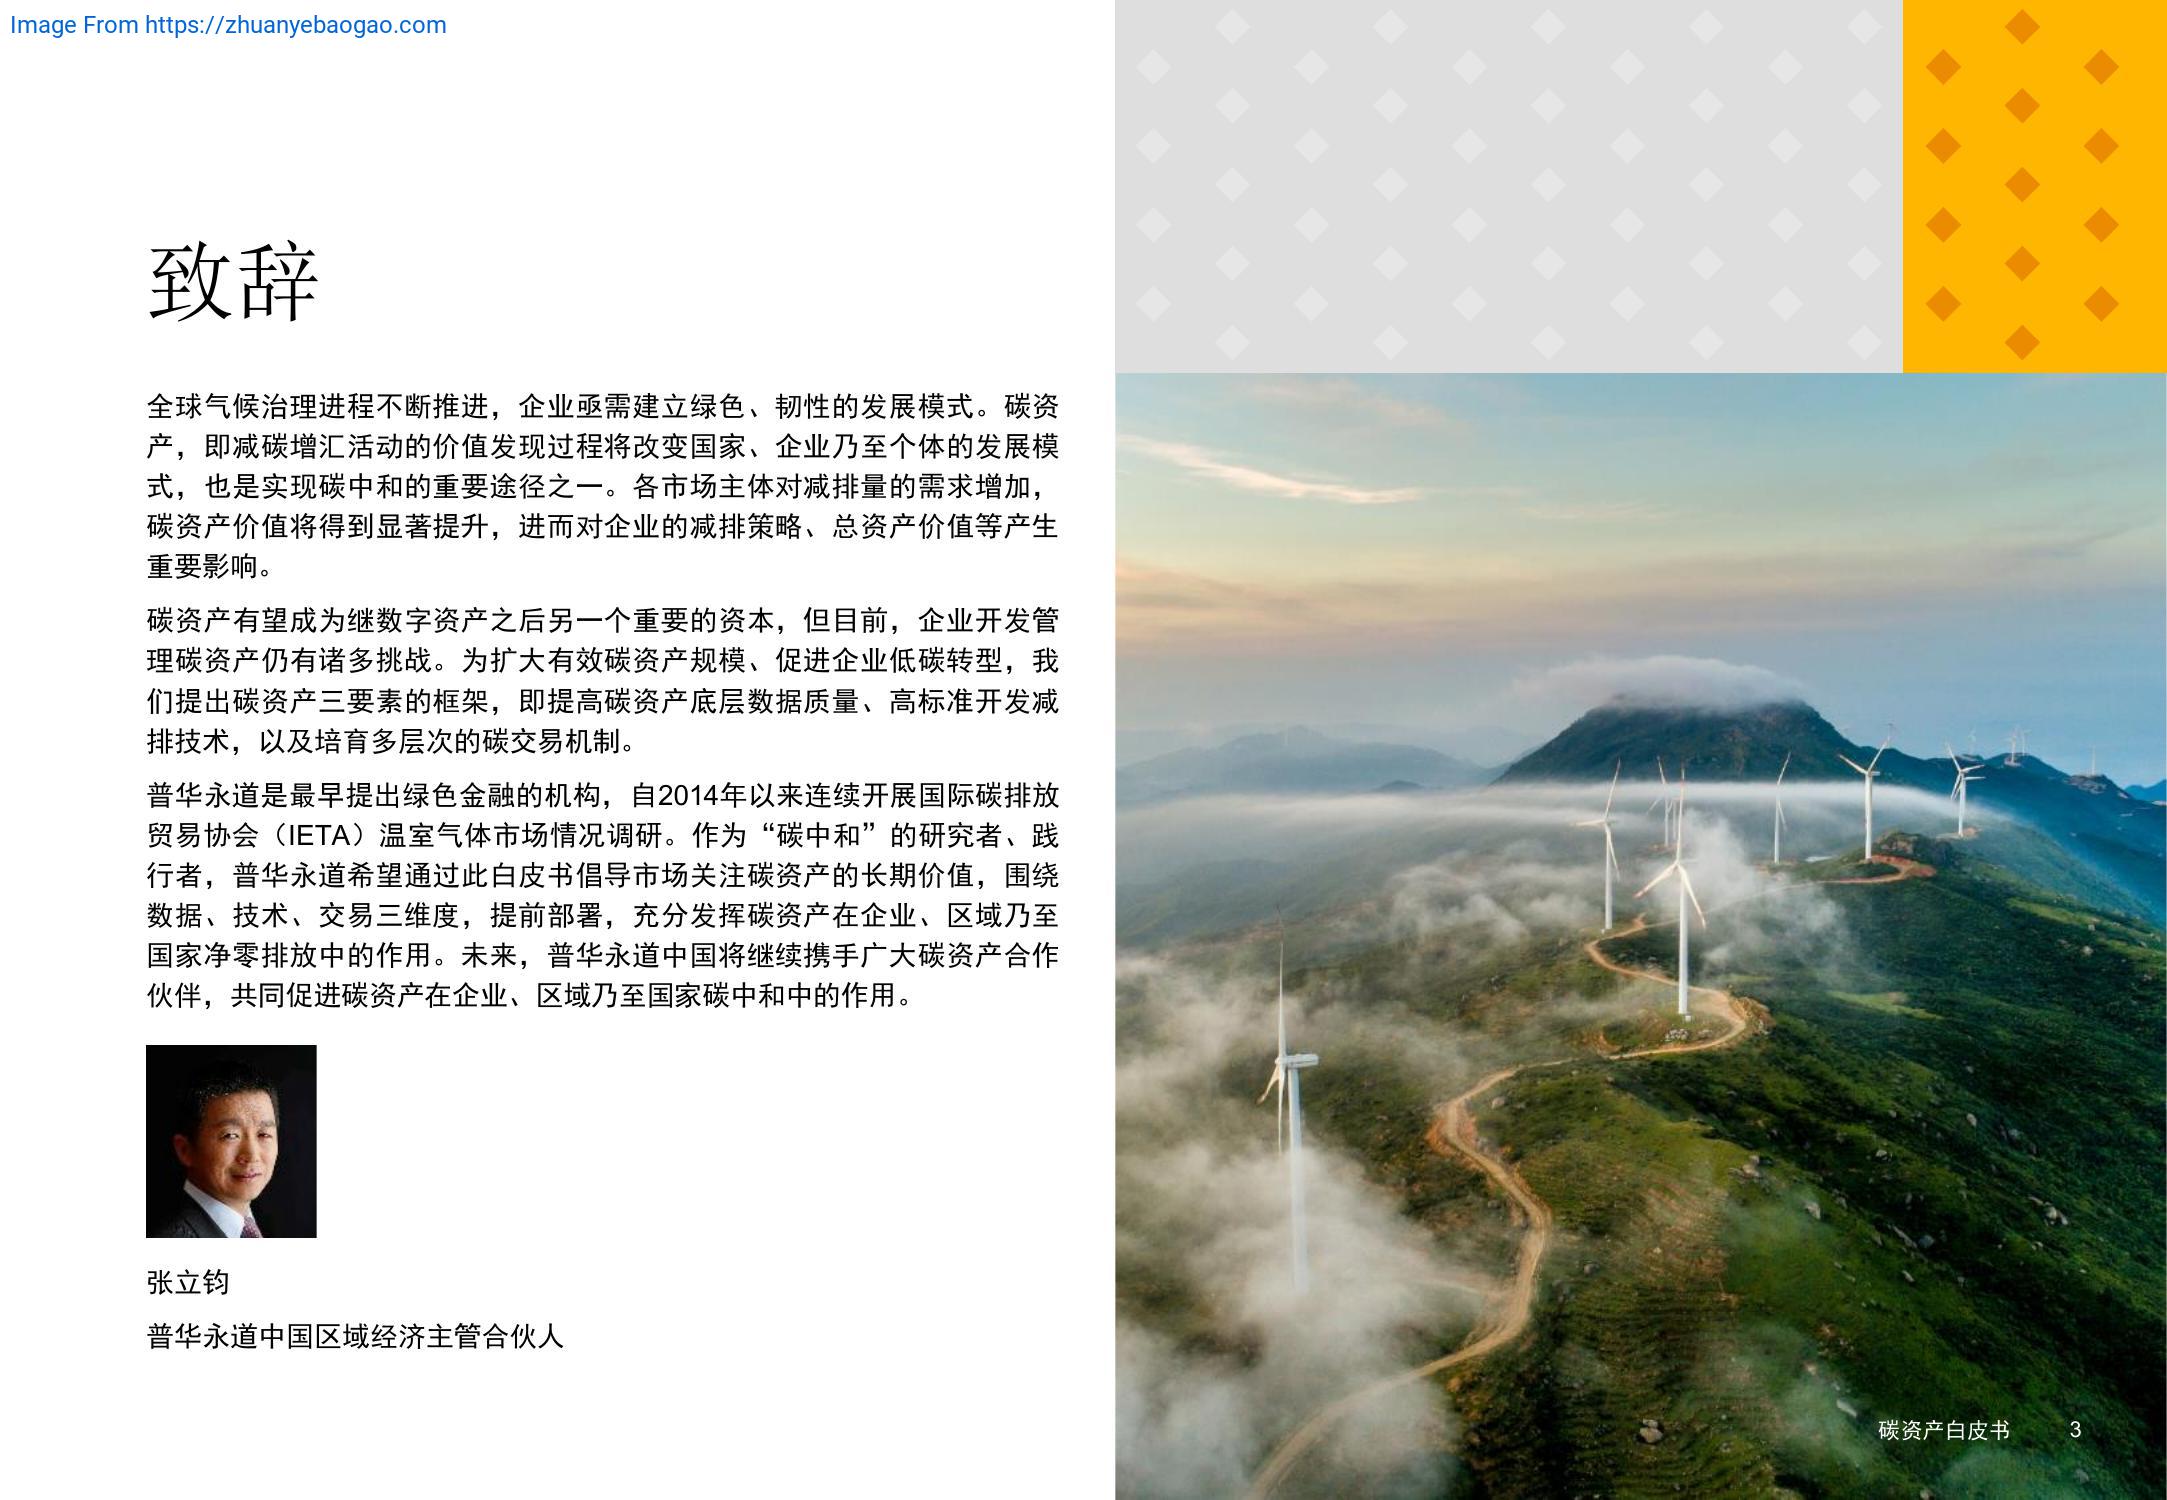 Image From https://zhuanyebaogao.com
致辞
全球气候治理进程不断推进，企业亟需建立绿色、韧性的发展模式。碳资
产，即减碳增汇活动的价值发现过程将改变国家、企业乃至个体的发展模
式，也是实现碳中和的重要途径之一。各市场主体对减排量的需求增加，
碳资产价值将得到显著提升，进而对企业的减排策略、总资产价值等产生
重要影响。
碳资产有望成为继数字资产之后另一个重要的资本，但目前，企业开发管
理碳资产仍有诸多挑战。为扩大有效碳资产规模、促进企业低碳转型，我
们提出碳资产三要素的框架，即提高碳资产底层数据质量、高标准开发减
排技术，以及培育多层次的碳交易机制。
普华永道是最早提出绿色金融的机构，自2014年以来连续开展国际碳排放
贸易协会（IETA）温室气体市场情况调研。作为“碳中和”的研究者、践
行者，普华永道希望通过此白皮书倡导市场关注碳资产的长期价值，围绕
数据、技术、交易三维度，提前部署，充分发挥碳资产在企业、区域乃至
国家净零排放中的作用。未来，普华永道中国将继续携手广大碳资产合作
伙伴，共同促进碳资产在企业、区域乃至国家碳中和中的作用。
张立钧
普华永道中国区域经济主管合伙人
碳资产白皮书 3